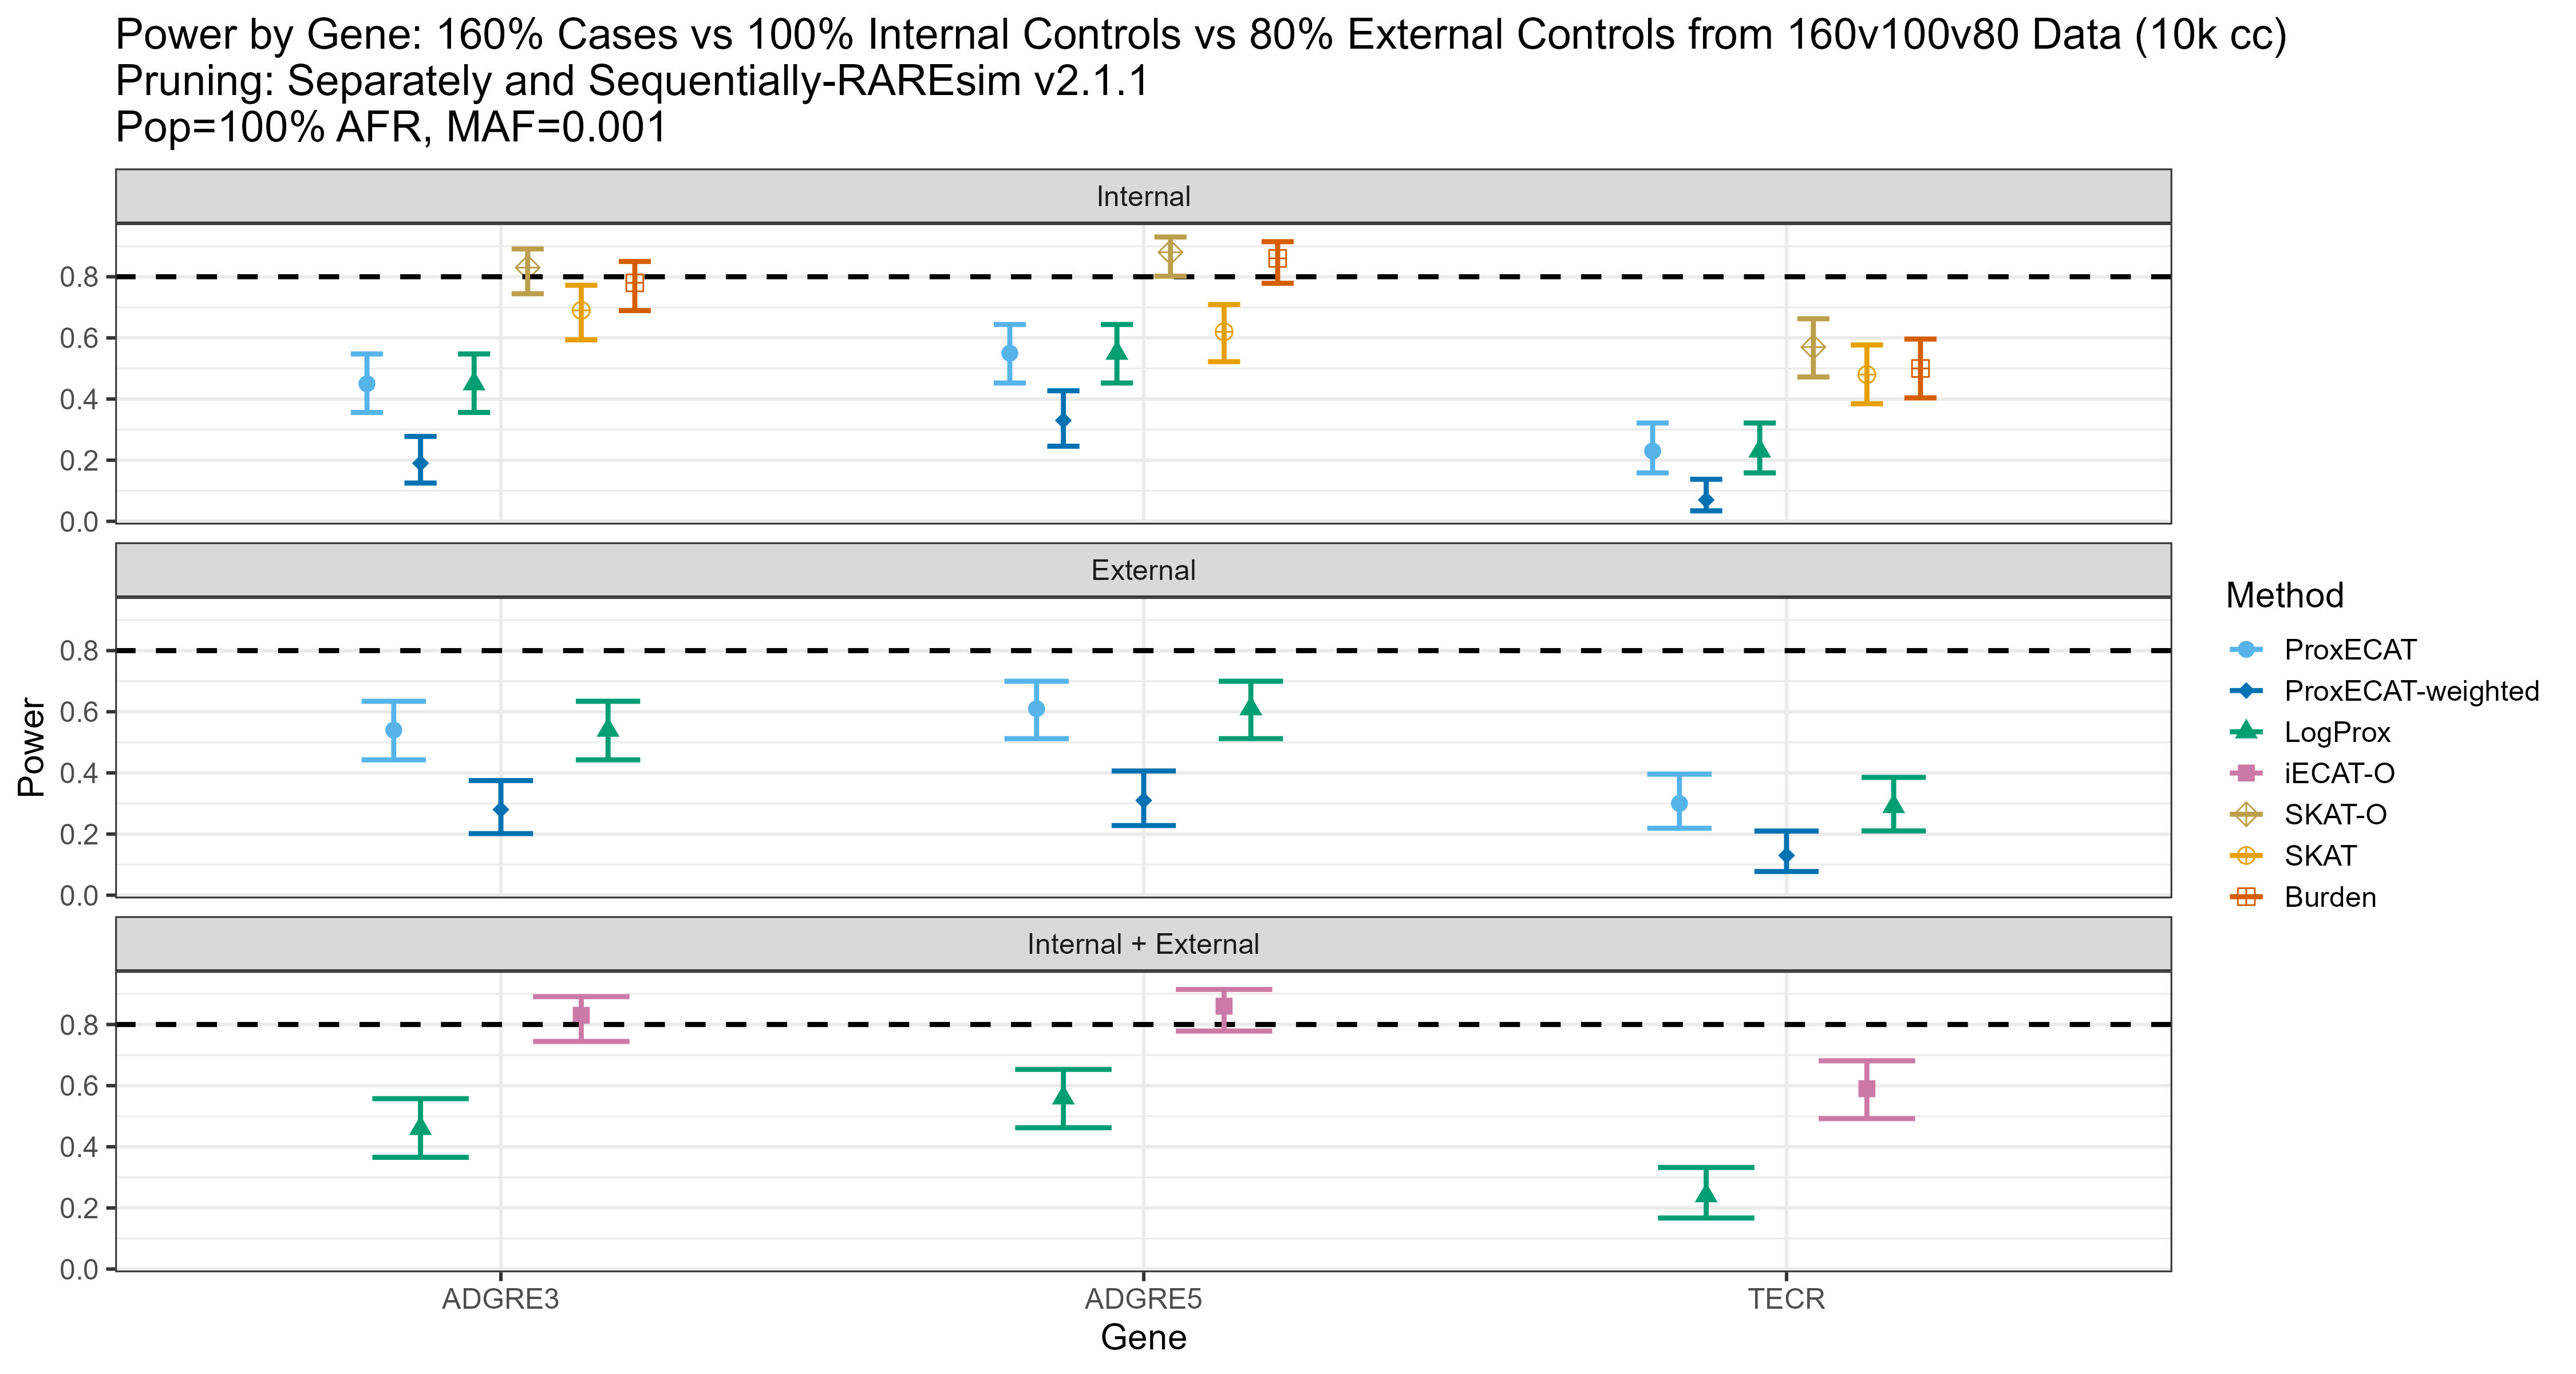 Power by Gene: 160% Cases vs 100% Internal Controls vs 80% External Controls from 160v100v80 Data (10k cc)
Pruning: Separately and Sequentially-RAREsim v2.1.1
Pop=100% AFR, MAF=0.001
Internal
0.8
0.6
0.4
0.2
0.0
External
0.8
0.6
0.4
0.2
0.0
Internal + External
0.8
0.6
0.4
0.2
0.0
Power
ADGRE3
ADGRE5
TECR
Gene
Method
ProxECAT
ProxECAT-weighted
LogProx
iECAT-O
SKAT-O
SKAT
Burden